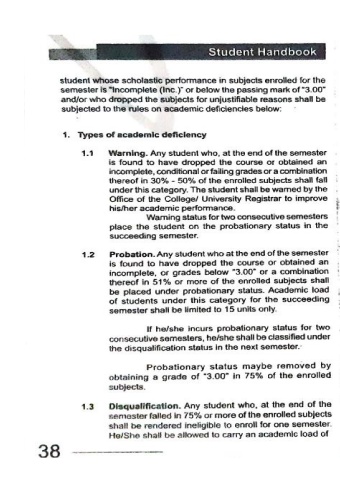 Student Handbook
student whose scholastic performance in subjects enrolled for the
semester is "Incomplete (Inc.)" or below the passing mark of "3.00"
and/or who dropped the subjects for unjustifiable reasons shall be
subjected to the rules on academic deficiencies below:
1. Types of academic deficiency
1.1 Warning. Any student who, at the end of the semester
is found to have dropped the course or obtained an
incomplete, conditional or failing grades or a combination
thereof in 30% - 50% of the enrolled subjects shall fall
under this category. The student shall be warned by the
Office of the College/ University Registrar to improve
his/her academic performance.
Warning status for two consecutive semesters
place the student on the probationary status in the
succeeding semester.
1.2 Probation. Any student who at the end of the semester
is found to have dropped the course or obtained an
incomplete, or grades below "3.00" or a combination
thereof in 51% or more of the enrolled subjects shall
be placed under probationary status. Academic load
of students under this category for the succeeding
semester shall be limited to 15 units only.
If he/she incurs probationary status for two
consecutive semesters, he/she shall be classified under
the disqualification status in the next semester.
Probationary status maybe removed by
obtaining a grade of "3.00" in 75% of the enrolled
subjects.
1.3 Disqualification. Any student who, at the end of the
semester failed in 75% or more of the enrolled subjects
shall be rendered ineligible to enroll for one semester.
He/She shall be allowed to carry an academic load of
38